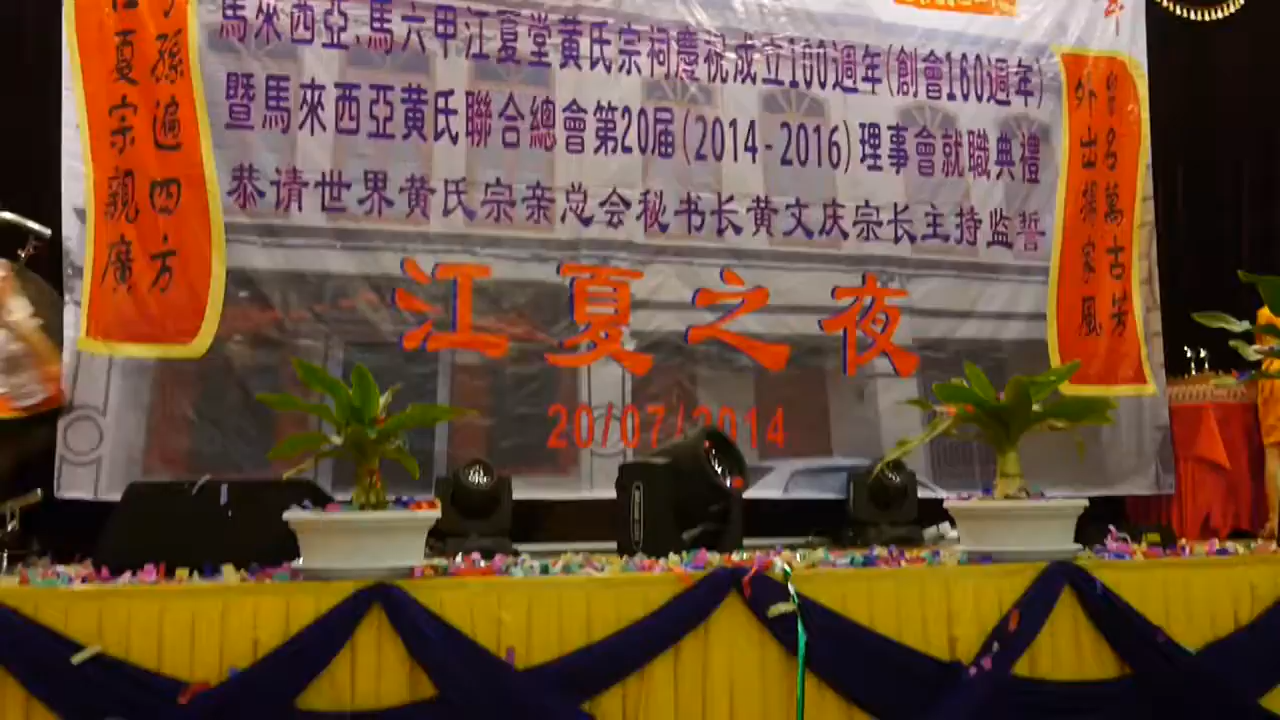 馬來西亞、馬六甲江夏堂黃氏宗祠慶祝成立100週年(創會160週年)
暨馬來西亞黃氏聯合總會第20屆(2014-2016)理事會就職典禮
恭请世界黄氏宗亲总会秘书长黄文庆宗长主持监誓
江夏之夜
20/07/2014
孫遍四方
夏宗親廣
名萬古芳
外出揚家風